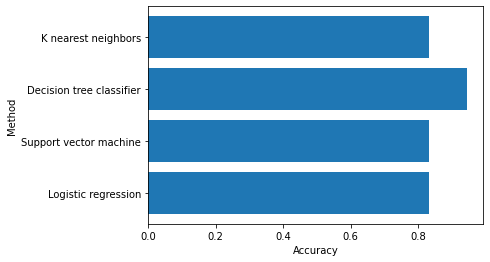 K nearest neighbors
Decision tree classifier
Support vector machine
Logistic regression
Method
0.0 0.2 0.4 0.6 0.8
Accuracy